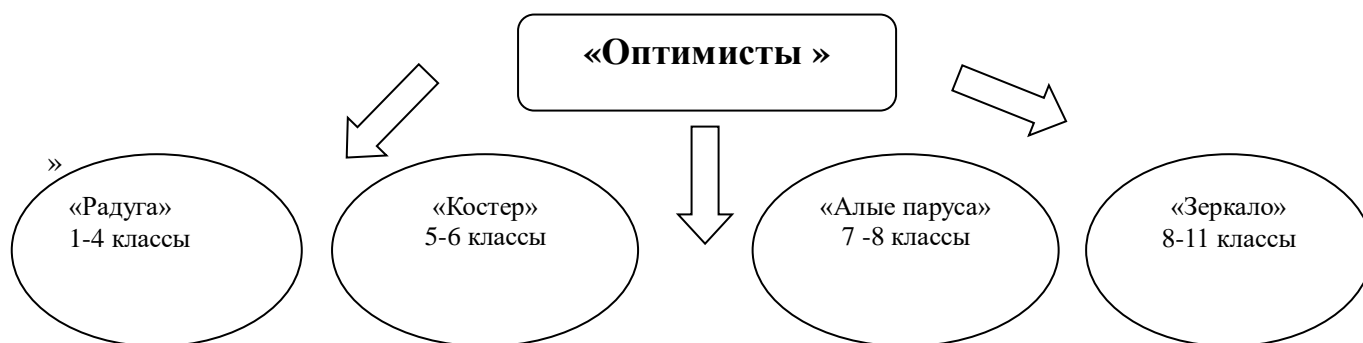 «Оптимисты »
»
«Радуга»
1-4 классы
«Костер»
5-6 классы
«Алые паруса»
7 -8 классы
«Зеркало»
8-11 классы